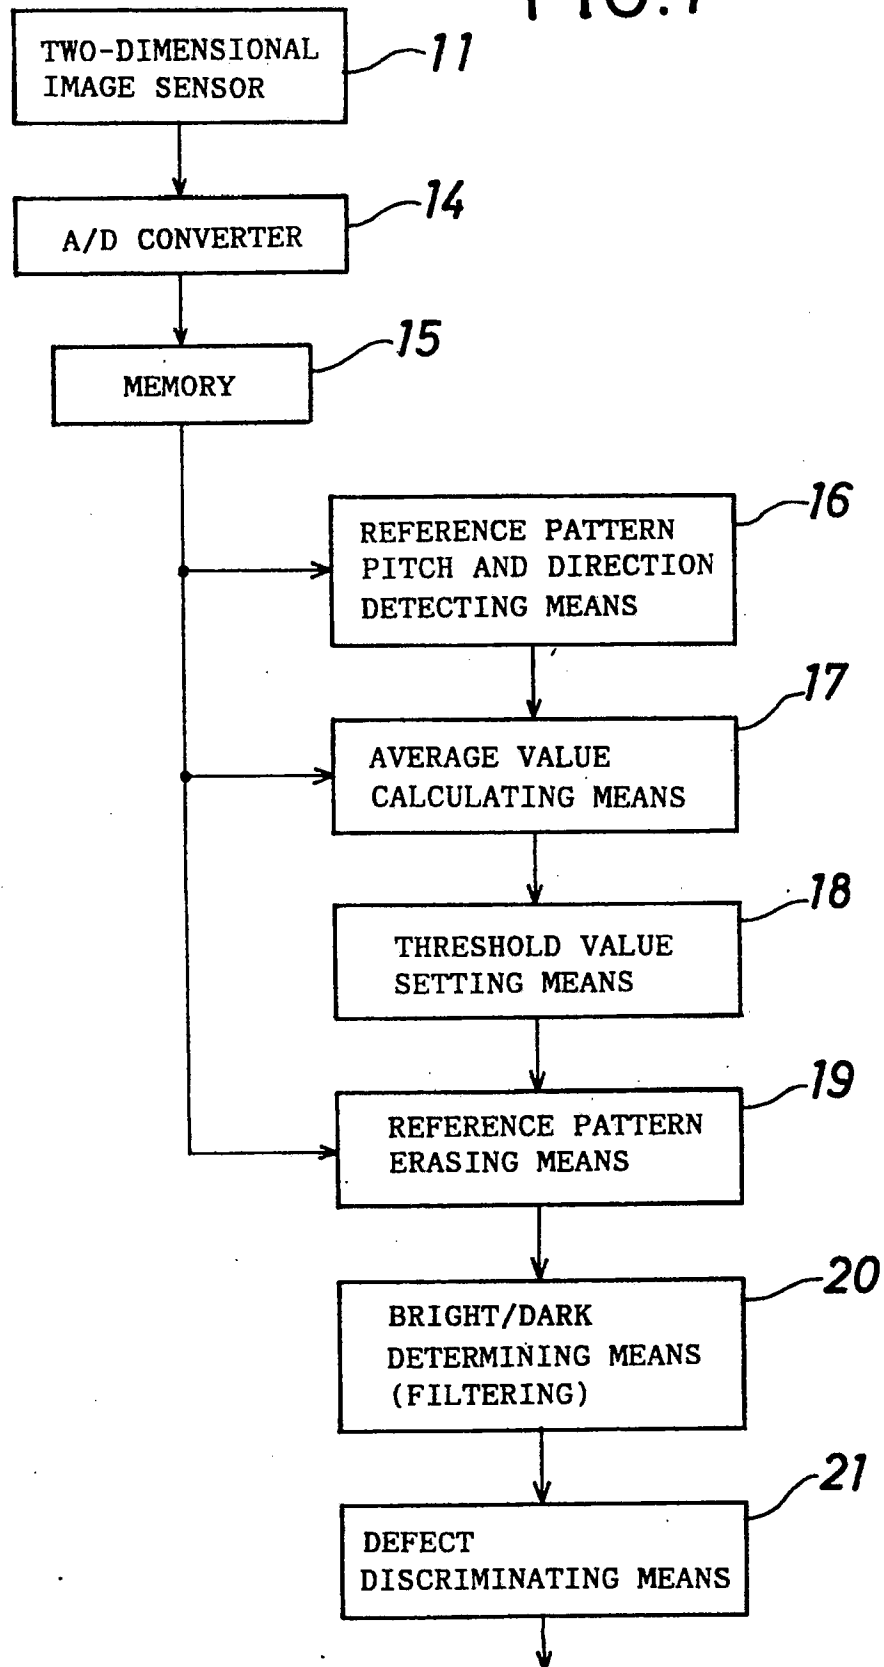 TWO-DIMENSIONAL
IMAGE SENSOR
11
A/D CONVERTER
14
MEMORY
15
REFERENCE PATTERN
PITCH AND DIRECTION
DETECTING MEANS
16
AVERAGE VALUE
CALCULATING MEANS
17
THRESHOLD VALUE
SETTING MEANS
18
REFERENCE PATTERN
ERASING MEANS
19
BRIGHT/DARK
DETERMINING MEANS
(FILTERING)
20
DEFECT
DISCRIMINATING MEANS
21